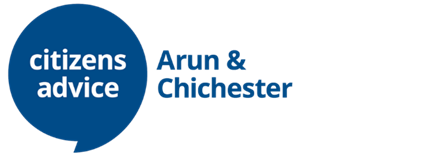 citizens
advice
Arun &
Chichester